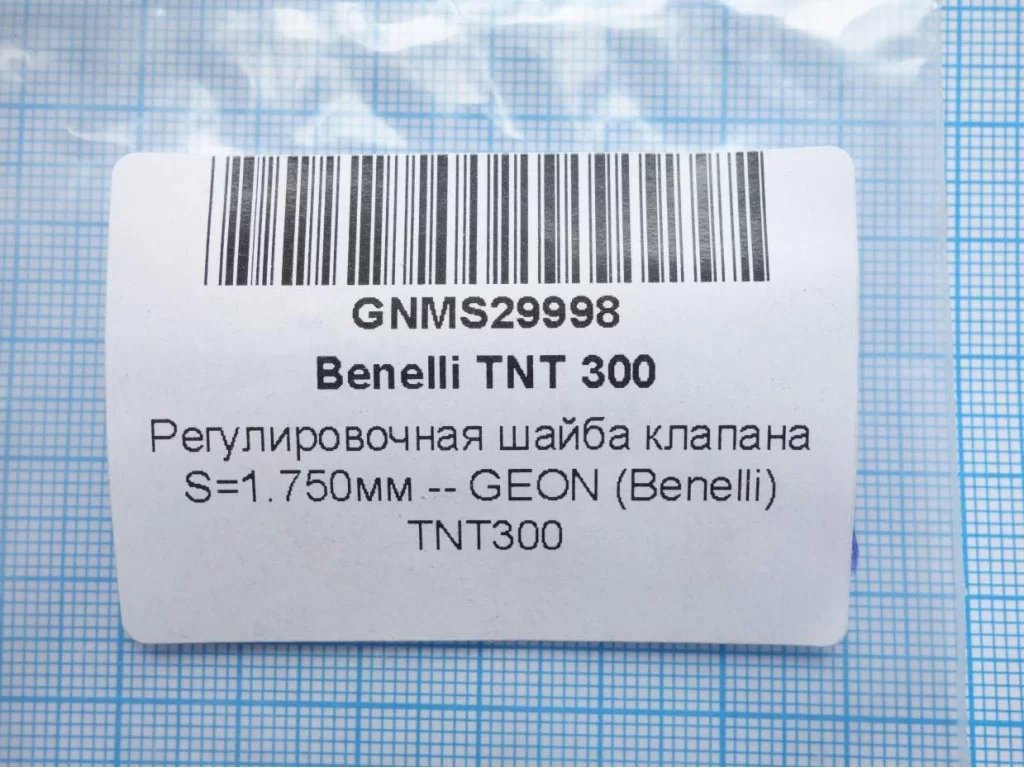 GNMS29998
Benelli TNT 300
Регулировочная шайба клапана
S=1.750мм -- GEON (Benelli)
TNT300